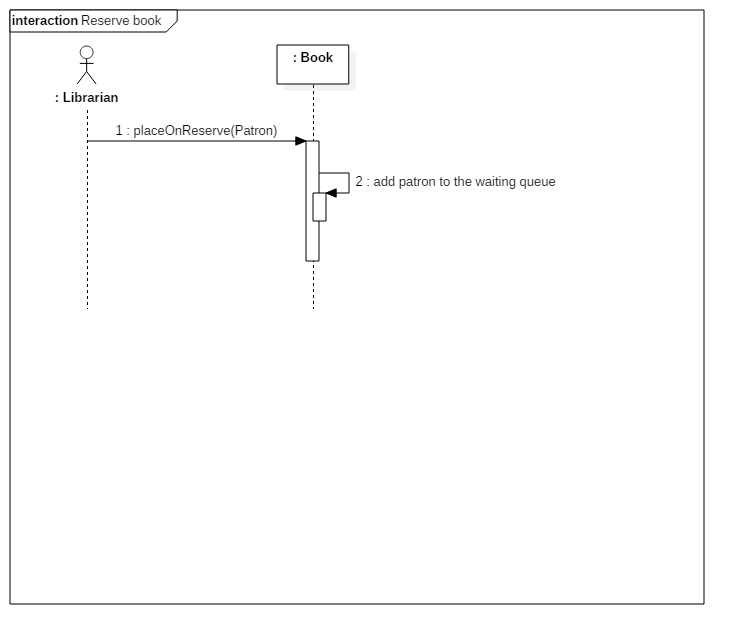 interaction Reserve book
: Librarian
: Book
1 : placeOnReserve(Patron)
2 : add patron to the waiting queue